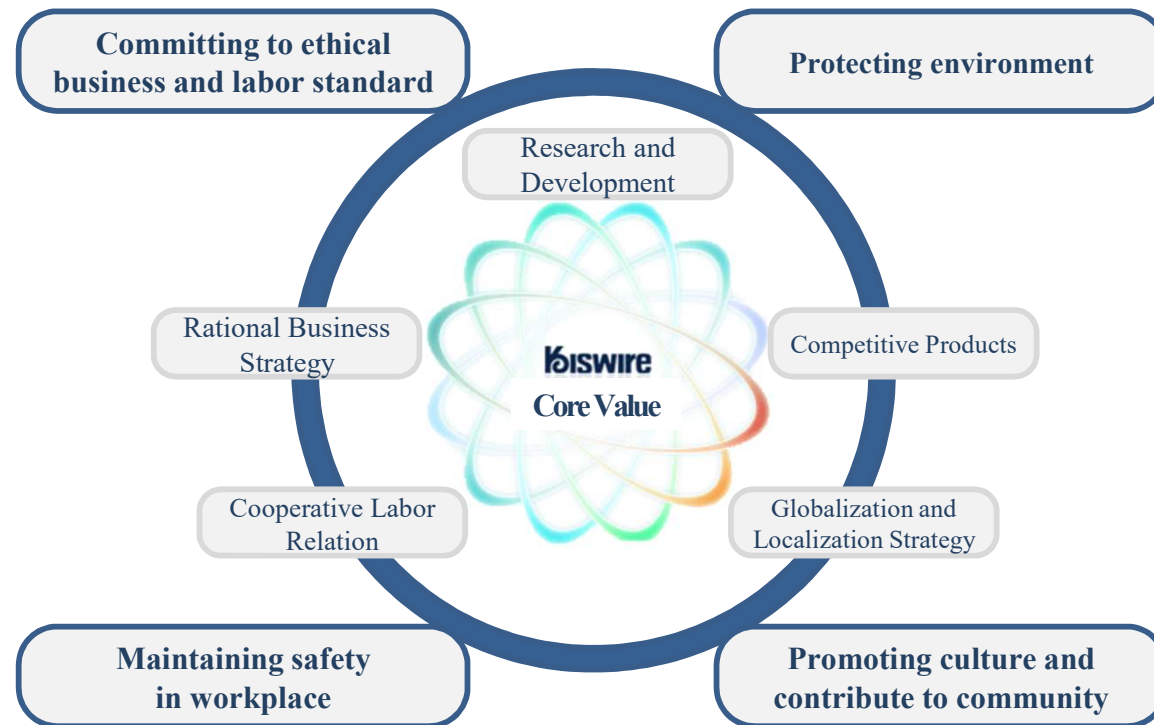 Committing to ethical
business and labor standard
Protecting environment
Research and
Development
Rational Business
Strategy
Competitive Products
KISWIRE
Core Value
Cooperative Labor
Relation
Globalization and
Localization Strategy
Maintaining safety
in workplace
Promoting culture and
contribute to community